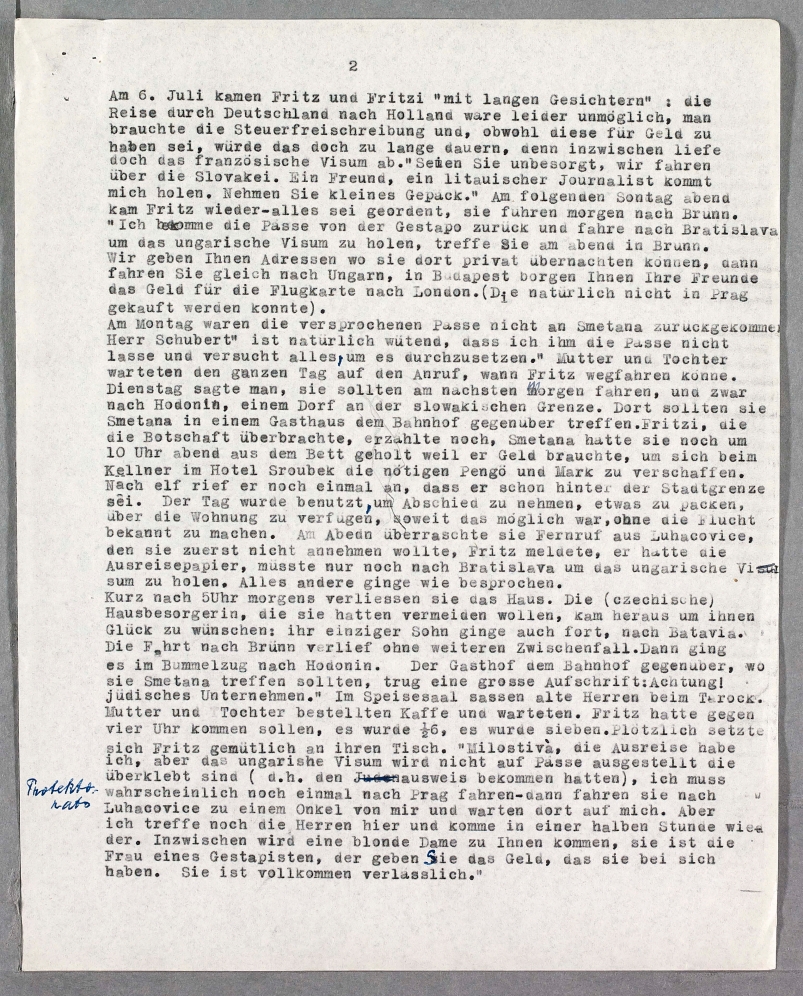 2
Am 6. Juli kamen Fritz und Fritzi "mit langen Gesichtern" : die
Reise durch Deutschland nach Holland wäre leider unmöglich, man
brauchte die Steuerfreischreibung und, obwohl diese für Geld zu
haben sei, würde das doch zu lange dauern, denn inzwischen liefe
doch das französische Visum ab."Seien Sie unbesorgt, wir fahren
über die Slovakei. Ein Freund, ein litauischer Journalist kommt
mich holen. Nehmen Sie kleines Gepäck." Am folgenden Sontag abend
kam Fritz wieder-alles sei geordent, sie führen morgen nach Brünn.
"Ich bekomme die Pässe von der Gestapo zurück und fahre nach Bratislava
um das ungarische Visum zu holen, treffe Sie am abend in Brünn.
Wir geben Ihnen Adressen wo sie dort privat übernachten können, dann
fahren Sie gleich nach Ungarn, in Budapest borgen Ihnen Ihre Freunde
das Geld für die Flugkarte nach London.(Die natürlich nicht in Prag
gekauft werden konnte).
Am Montag waren die versprochenen Pässe nicht an Smetana zurückgekommen
Herr Schubert" ist natürlich wütend, dass ich ihm die Pässe nicht
lasse und versucht alles,um es durchzusetzen." Mutter und Tochter
warteten den ganzen Tag auf den Anruf, wann Fritz wegfahren könne.
Dienstag sagte man, sie sollten am nächsten Morgen fahren, und zwar
nach Hodonin, einem Dorf an der slowakischen Grenze. Dort sollten sie
Smetana in einem Gasthaus dem Bahnhof gegenüber treffen.Fritzi, die
die Botschaft überbrachte, erzählte noch, Smetana hätte sie noch um
10 Uhr abend aus dem Bett geholt weil er Geld brauchte, um sich beim
Kellner im Hotel Sroubek die nötigen Pengö und Mark zu verschaffen.
Nach elf rief er noch einmal an, dass er schon hinter der Stadtgrenze
sei. Der Tag wurde benutzt,um Abschied zu nehmen, etwas zu packen,
über die Wohnung zu verfügen, soweit das möglich war,ohne die Flucht
bekannt zu machen. Am Abedn überraschte sie Fernruf aus Luhacovice,
den sie zuerst nicht annehmen wollte, Fritz meldete, er hätte die
Ausreisepapier, müsste nur noch nach Bratislava um das ungarische Vi
sum zu holen. Alles andere ginge wie besprochen.
Kurz nach 5Uhr morgens verliessen sie das Haus. Die (czechische)
Hausbesorgerin, die sie hatten vermeiden wollen, kam heraus um ihnen
Glück zu wünschen: ihr einziger Sohn ginge auch fort, nach Batavia.
Die Fahrt nach Brünn verlief ohne weiteren Zwischenfall.Dann ging
es im Bummelzug nach Hodonin. Der Gasthof dem Bahnhof gegenüber, wo
sie Smetana treffen sollten, trug eine grosse Aufschrift:Achtung!
jüdisches Unternehmen." Im Speisesaal sassen alte Herren beim Tarock.
Mutter und Tochter bestellten Kaffe und warteten. Fritz hatte gegen
vier Uhr kommen sollen, es wurde ½6, es wurde sieben.Plötzlich setzte
sich Fritz gemütlich an ihren Tisch. "Milostivà, die Ausreise habe
ich, aber das ungarishe Visum wird nicht auf Pässe ausgestellt die
überklebt sind ( d.h. den Judenausweis bekommen hatten), ich muss
Protekto-
rats
wahrscheinlich noch einmal nach Prag fahren-dann fahren sie nach
Luhacovice zu einem Onkel von mir und warten dort auf mich. Aber
ich treffe noch die Herren hier und komme in einer halben Stunde wie
der. Inzwischen wird eine blonde Dame zu Ihnen kommen, sie ist die
Frau eines Gestapisten, der geben Sie das Geld, das sie bei sich
haben. Sie ist vollkommen verlässlich."